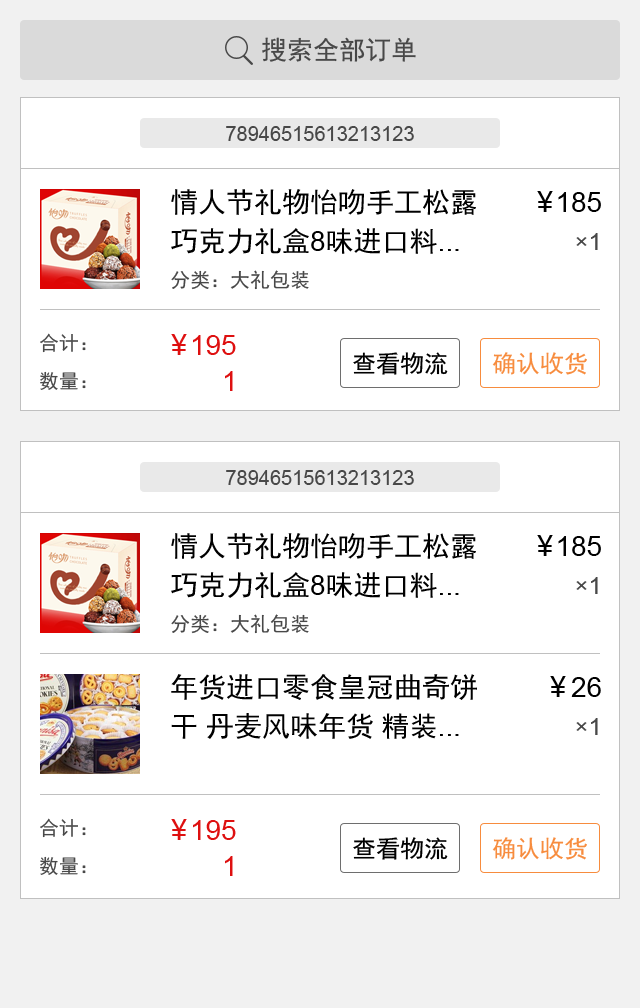 搜索全部订单
78946515613213123
情人节礼物怡吻手工松露
¥185
巧克力礼盒8味进口料...
×1
分类：大礼包装
合计：
¥195
数量：
1
查看物流
确认收货
78946515613213123
情人节礼物怡吻手工松露
¥185
巧克力礼盒8味进口料...
×1
分类：大礼包装
年货进口零食皇冠曲奇饼
¥26
干 丹麦风味年货 精装...
×1
合计：
¥195
数量：
1
查看物流
确认收货